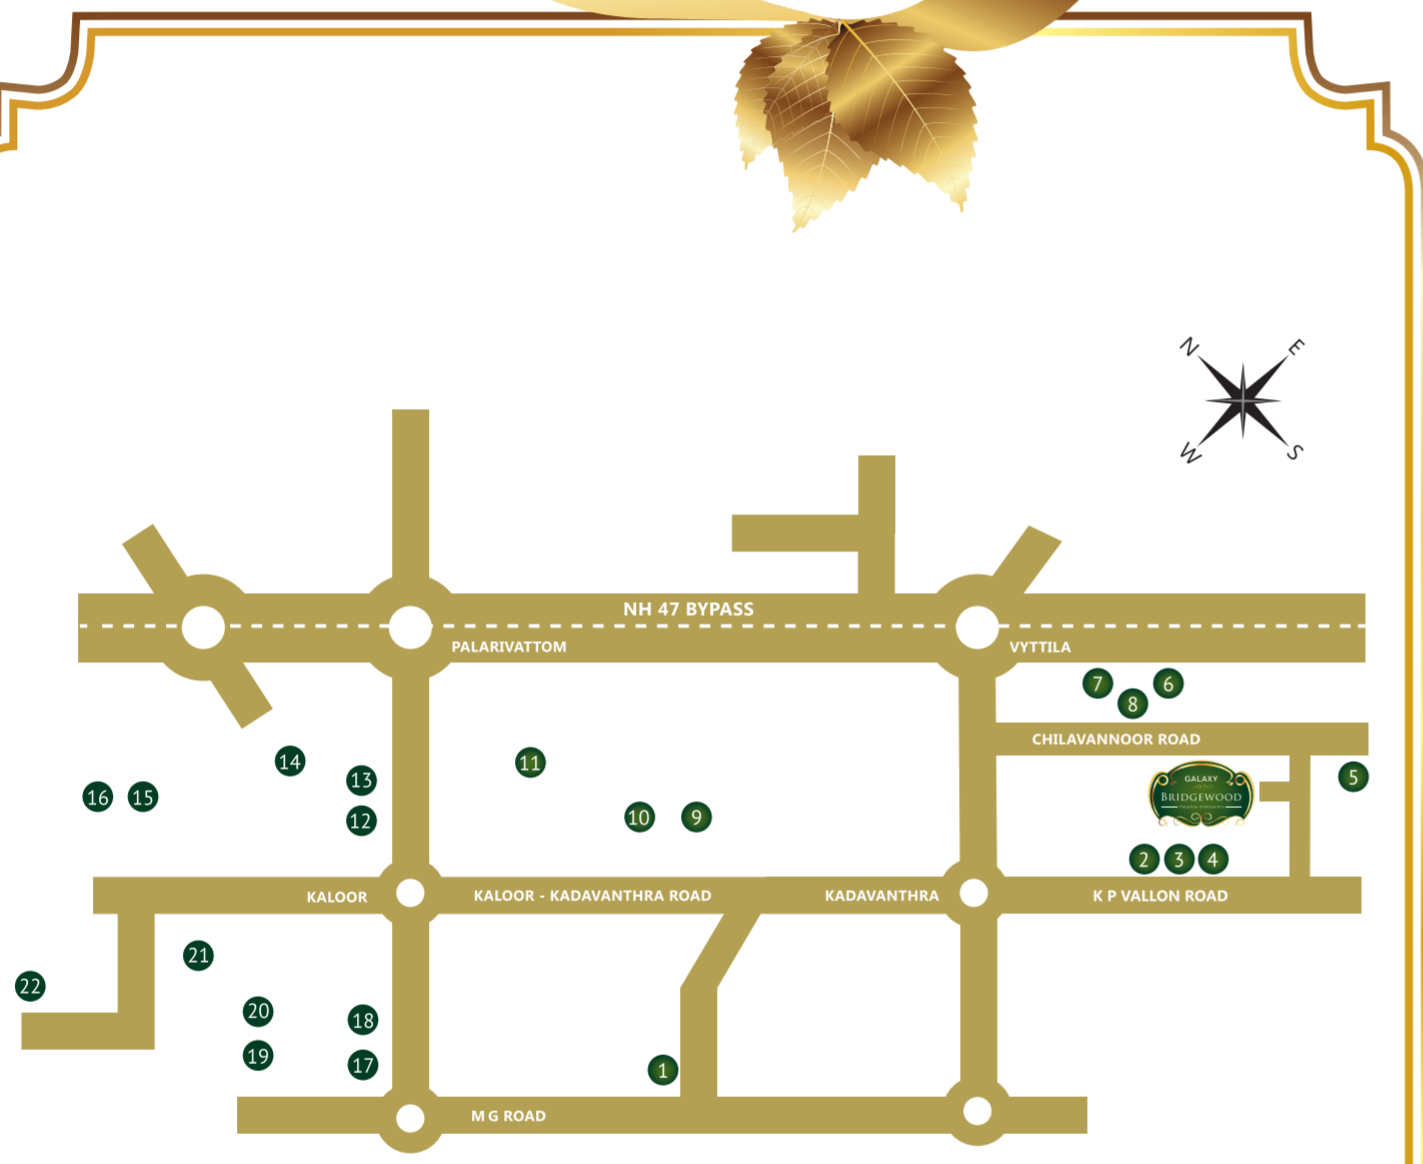 N
E
W
S
NH 47 BYPASS
PALARIVATTOM
VYTTILA
7
6
8
CHILAVANNOOR ROAD
14
13
11
5
GALAXY
BRIDGEWOOD
16
15
12
10
9
2
3
4
KALOOR
KALOOR - KADAVANTHRA ROAD
KADAVANTHRA
K P VALLON ROAD
21
22
20
18
19
17
1
M G ROAD